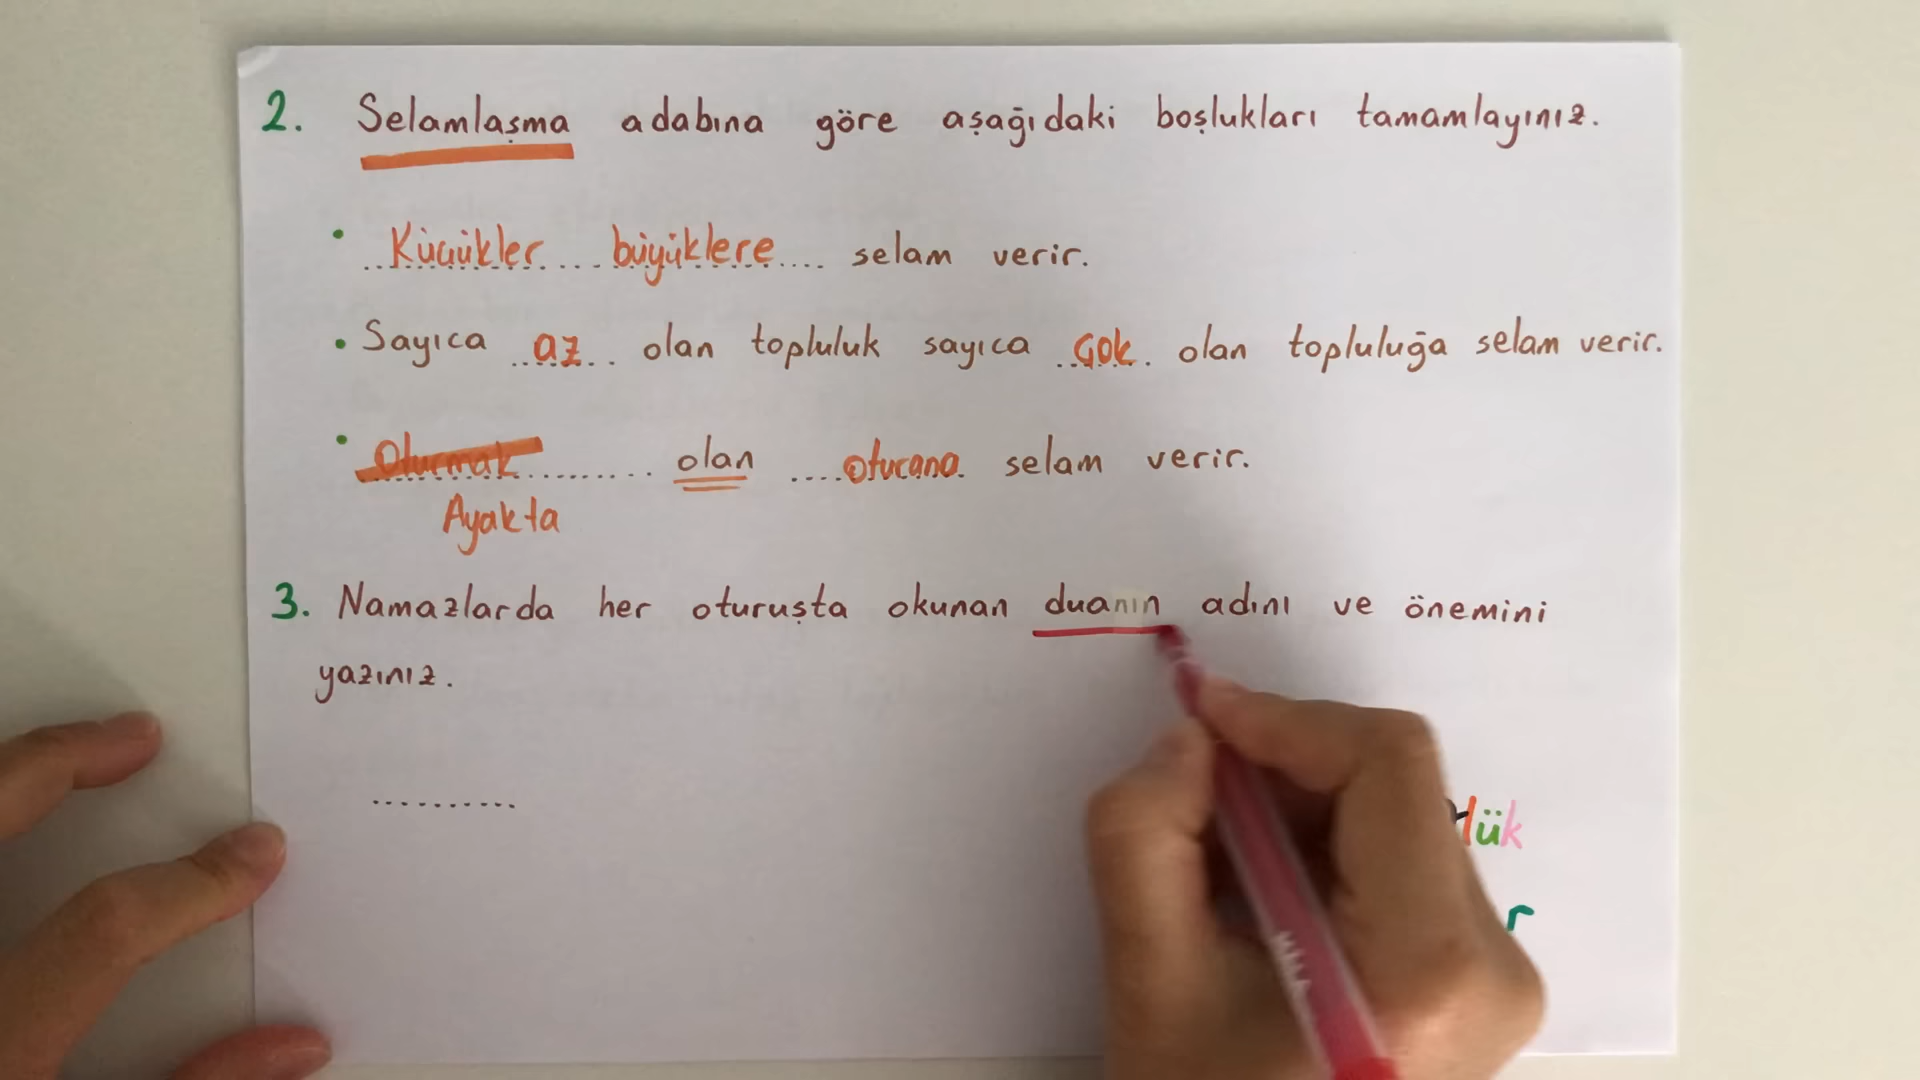 2. Selamlaşma adabına göre aşağıdaki boşlukları tamamlayınız.
• ..Küçükler.... büyüklere.... selam verir.
• Sayıca ..az.. olan topluluk sayıca ..çok. olan topluluğa selam verir.
• Oturmak......... olan ....oturana. selam verir.
Ayakta
3. Namazlarda her oturuşta okunan duanın adını ve önemini
yazınız.
..........
lük
r